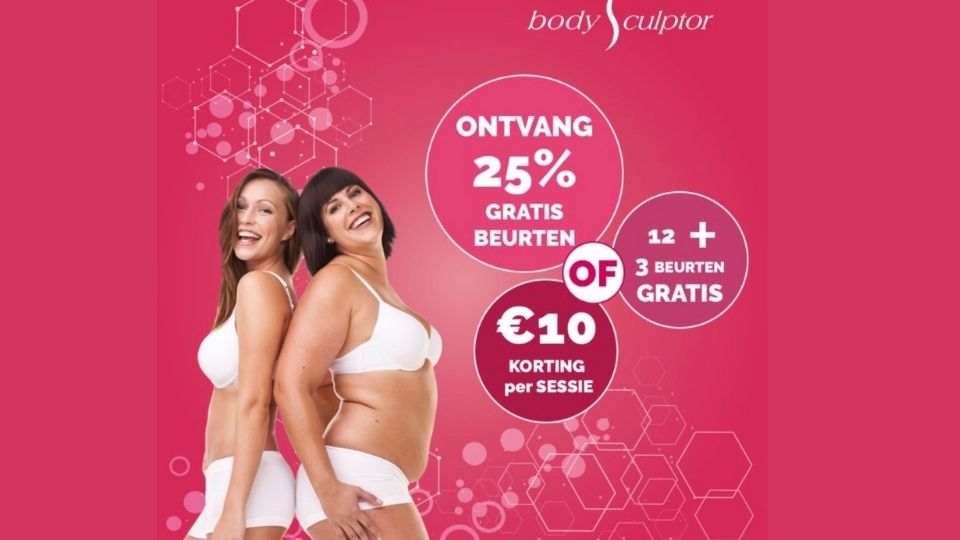 body Sculptor
ONTVANG
25%
GRATIS
BEURTEN
OF
12 +
3 BEURTEN
GRATIS
€10
KORTING
per SESSIE